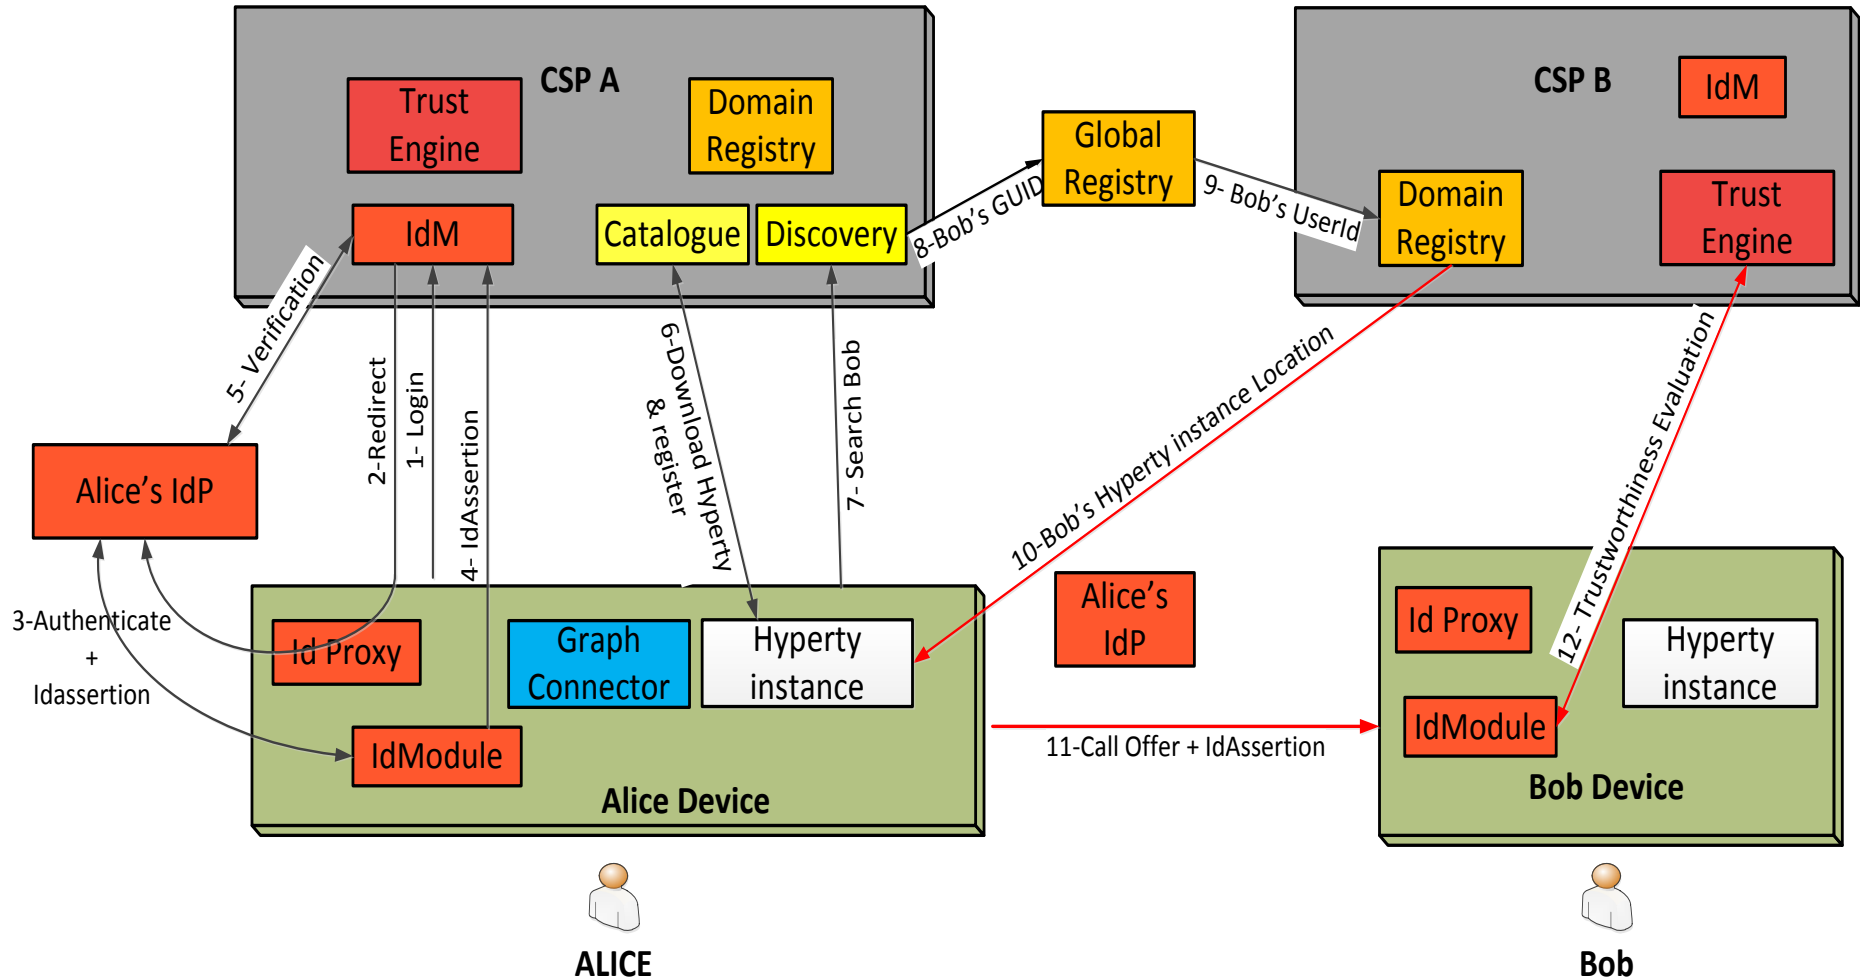 CSP A
Trust
Engine
Domain
Registry
IdM
Catalogue
Discovery
CSP B
IdM
Global
Registry
Domain
Registry
Trust
Engine
8-Bob's GUID
9- Bob's UserId
5- Verification
2-Redirect
1- Login
4- IdAssertion
6-Download Hyperty
& register
7- Search Bob
10-Bob's Hyperty instance Location
12- Trustworthiness Evaluation
Alice's IdP
3-Authenticate
+
Idassertion
Id Proxy
Graph
Connector
Hyperty
instance
IdModule
Alice Device
Alice's
IdP
11-Call Offer + IdAssertion
Id Proxy
Hyperty
instance
IdModule
Bob Device
ALICE
Bob